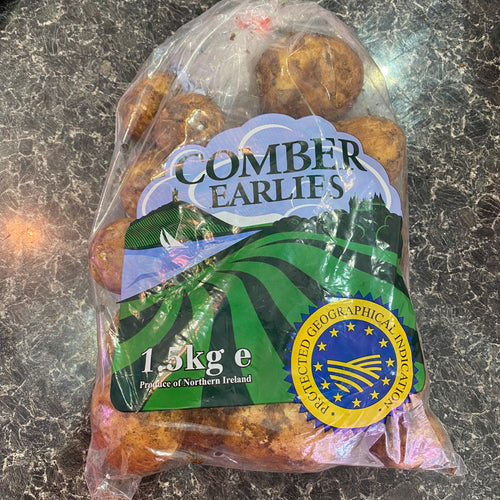 COMBER
EARLIES
1.5kg e
Produce of Northern Ireland
PROTECTED GEOGRAPHICAL INDICATION